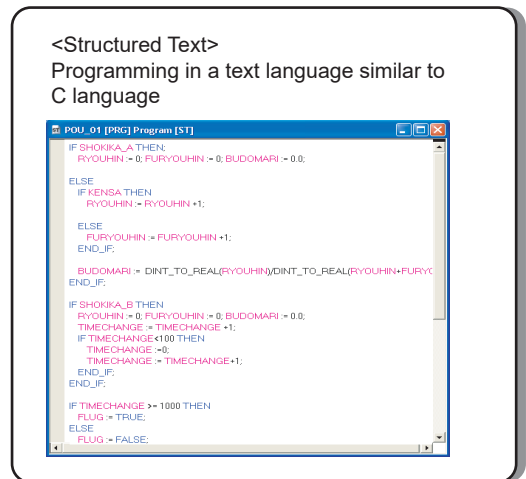 <Structured Text>
Programming in a text language similar to
C language
ST POU_01 [PRG] Program [ST]
IF SHOKIKA_A THEN;
RYOUHIN := 0; FURYOUHIN := 0; BUDOMARI := 0.0;
ELSE
IF KENSA THEN
RYOUHIN := RYOUHIN +1;
ELSE
FURYOUHIN := FURYOUHIN +1;
END_IF;
BUDOMARI := DINT_TO_REAL(RYOUHIN)/DINT_TO_REAL(RYOUHIN+FURYC
END_IF;
IF SHOKIKA_B THEN
RYOUHIN := 0; FURYOUHIN := 0; BUDOMARI := 0.0;
TIMECHANGE := TIMECHANGE +1;
IF TIMECHANGE<100 THEN
TIMECHANGE :=0;
TIMECHANGE := TIMECHANGE+1;
END_IF;
END_IF;
IF TIMECHANGE >= 1000 THEN
FLUG := TRUE;
ELSE
FLUG := FALSE;